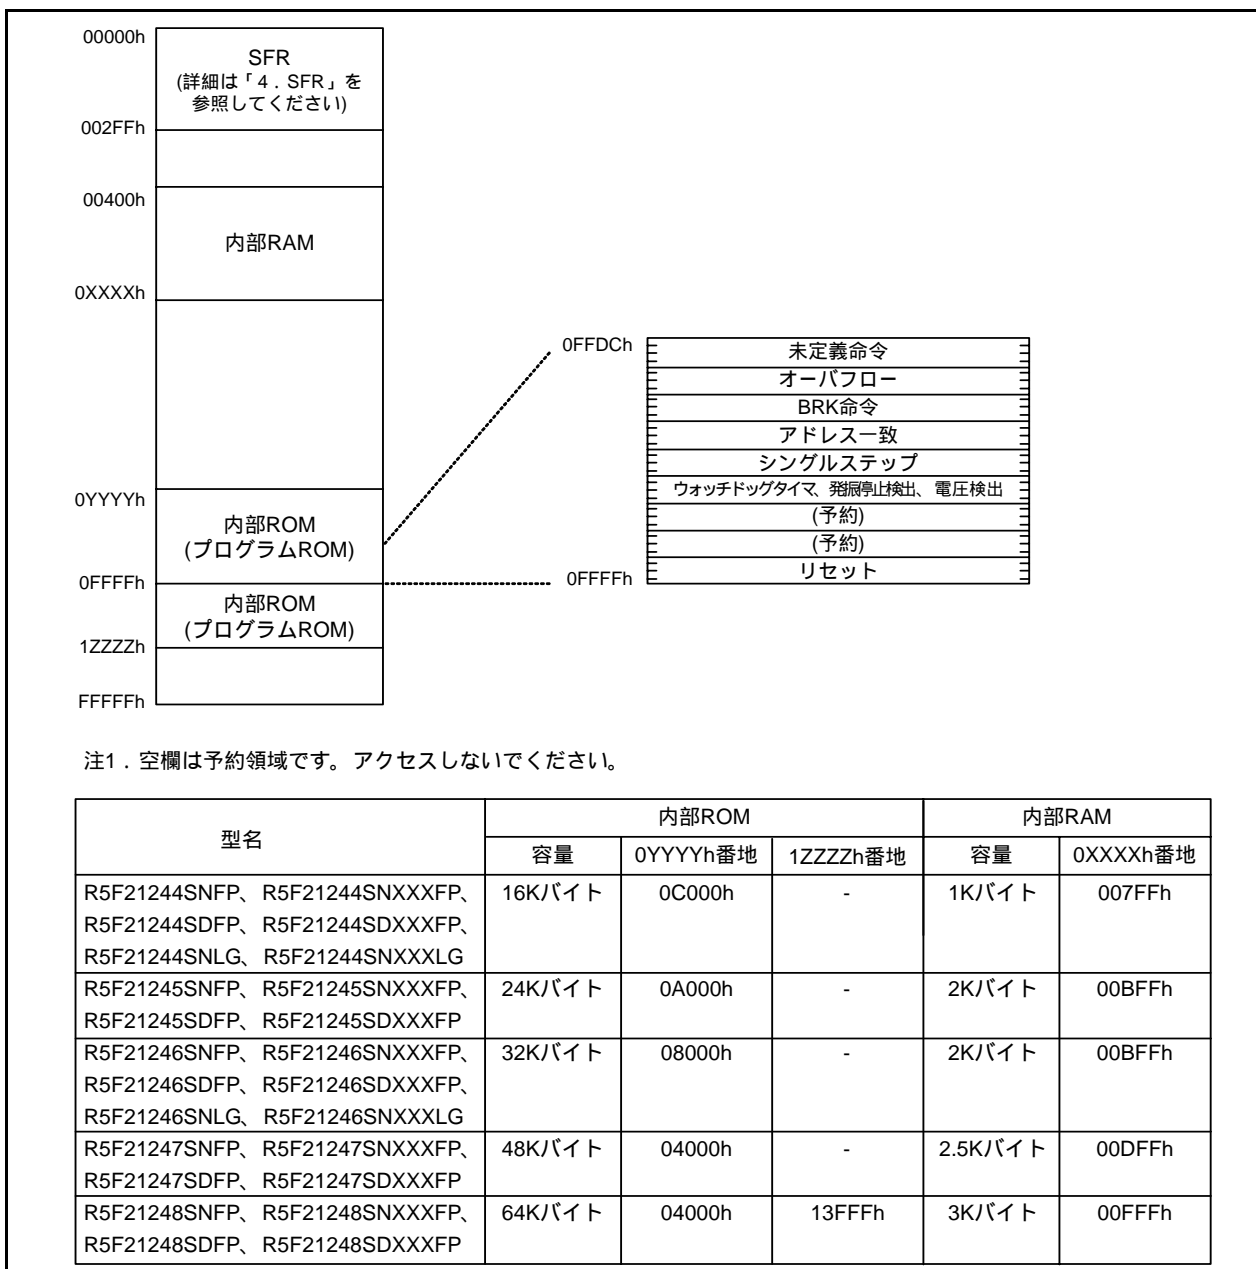 00000h
SFR
(詳細は「4．SFR」を
参照してください)
002FFh
00400h
内部RAM
0XXXXh
0YYYYh
内部ROM
(プログラムROM)
0FFFFh
内部ROM
(プログラムROM)
1ZZZZh
FFFFFh
0FFDCh
未定義命令
オーバフロー
BRK命令
アドレス一致
シングルステップ
ウォッチドッグタイマ、発振停止検出、電圧検出
(予約)
(予約)
リセット
0FFFFh
注1．空欄は予約領域です。アクセスしないでください。
型名 内部ROM 内部RAM
容量 0YYYYh番地 1ZZZZh番地 容量 0XXXXh番地
R5F21244SNFP、R5F21244SNXXXFP、 16Kバイト 0C000h - 1Kバイト 007FFh
R5F21244SDFP、R5F21244SDXXXFP、
R5F21244SNLG、R5F21244SNXXXLG
R5F21245SNFP、R5F21245SNXXXFP、 24Kバイト 0A000h - 2Kバイト 00BFFh
R5F21245SDFP、R5F21245SDXXXFP
R5F21246SNFP、R5F21246SNXXXFP、 32Kバイト 08000h - 2Kバイト 00BFFh
R5F21246SDFP、R5F21246SDXXXFP、
R5F21246SNLG、R5F21246SNXXXLG
R5F21247SNFP、R5F21247SNXXXFP、 48Kバイト 04000h - 2.5Kバイト 00DFFh
R5F21247SDFP、R5F21247SDXXXFP
R5F21248SNFP、R5F21248SNXXXFP、 64Kバイト 04000h 13FFFh 3Kバイト 00FFFh
R5F21248SDFP、R5F21248SDXXXFP